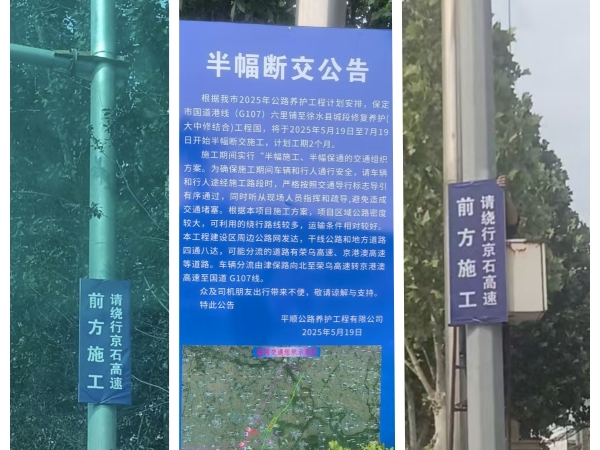 前方施工
请绕行京石高速
半幅断交公告
根据我市2025年公路养护工程计划安排，保定
市国道港线（G107）六里铺至徐水县城段修复养护(
大中修结合)工程国，将于2025年5月19日至7月19
日开始半幅断交施工，计划工期2个月。
施工期间实行“半幅施工、半幅保通的交通组织
方案。为确保施工期间车辆和行人通行安全，请车辆
和行人途经施工路段时，严格按照交通导行标志导引
有序通过，同时听从现场人员指挥和疏导,避免造成
交通堵塞。根据本项目施工方案，项目区域公路密度
较大，可利用的绕行路线较多，运输条件相对较好。
本工程建设区周边公路网发达，干线公路和地方道路
四通八达，可能分流的道路有荣乌高速、京港澳高速
等道路。车辆分流由津保路向北至荣乌高速转京港澳
高速至国道 G107线。
众及司机朋友出行带来不便，敬请谅解与支持。
特此公告
平顺公路养护工程有限公司
2025年5月19日
前方施工
请绕行京石高速